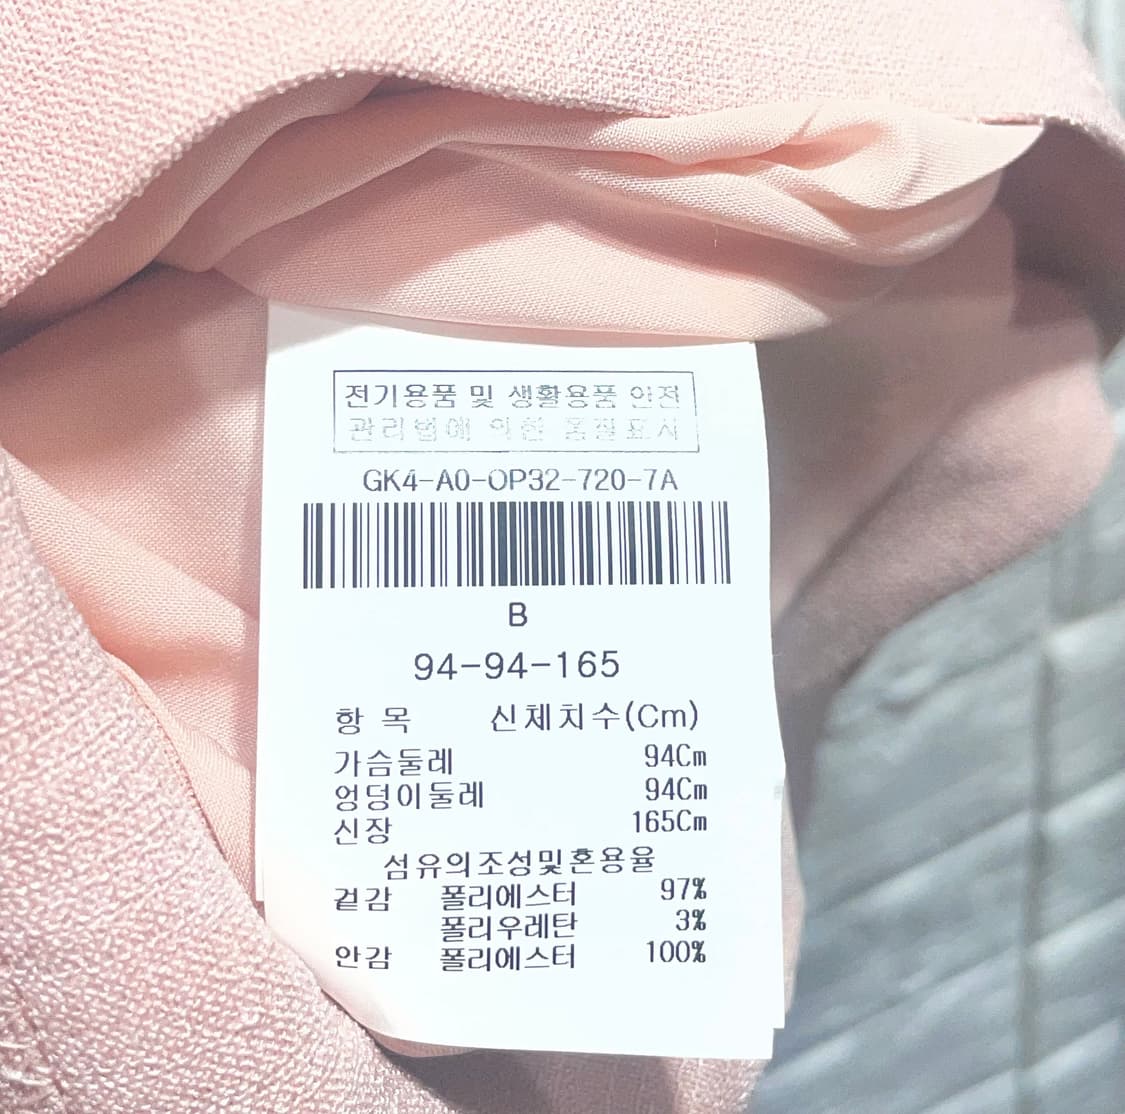 전기용품 및 생활용품 안전
관리법에 의한 품질표시
GK4-A0-OP32-720-7A
B
94-94-165
항 목 신체치수(Cm)
가슴둘레 94Cm
엉덩이둘레 94Cm
신장 165Cm
섬유의조성및혼용율
겉감 폴리에스터 97%
폴리우레탄 3%
안감 폴리에스터 100%